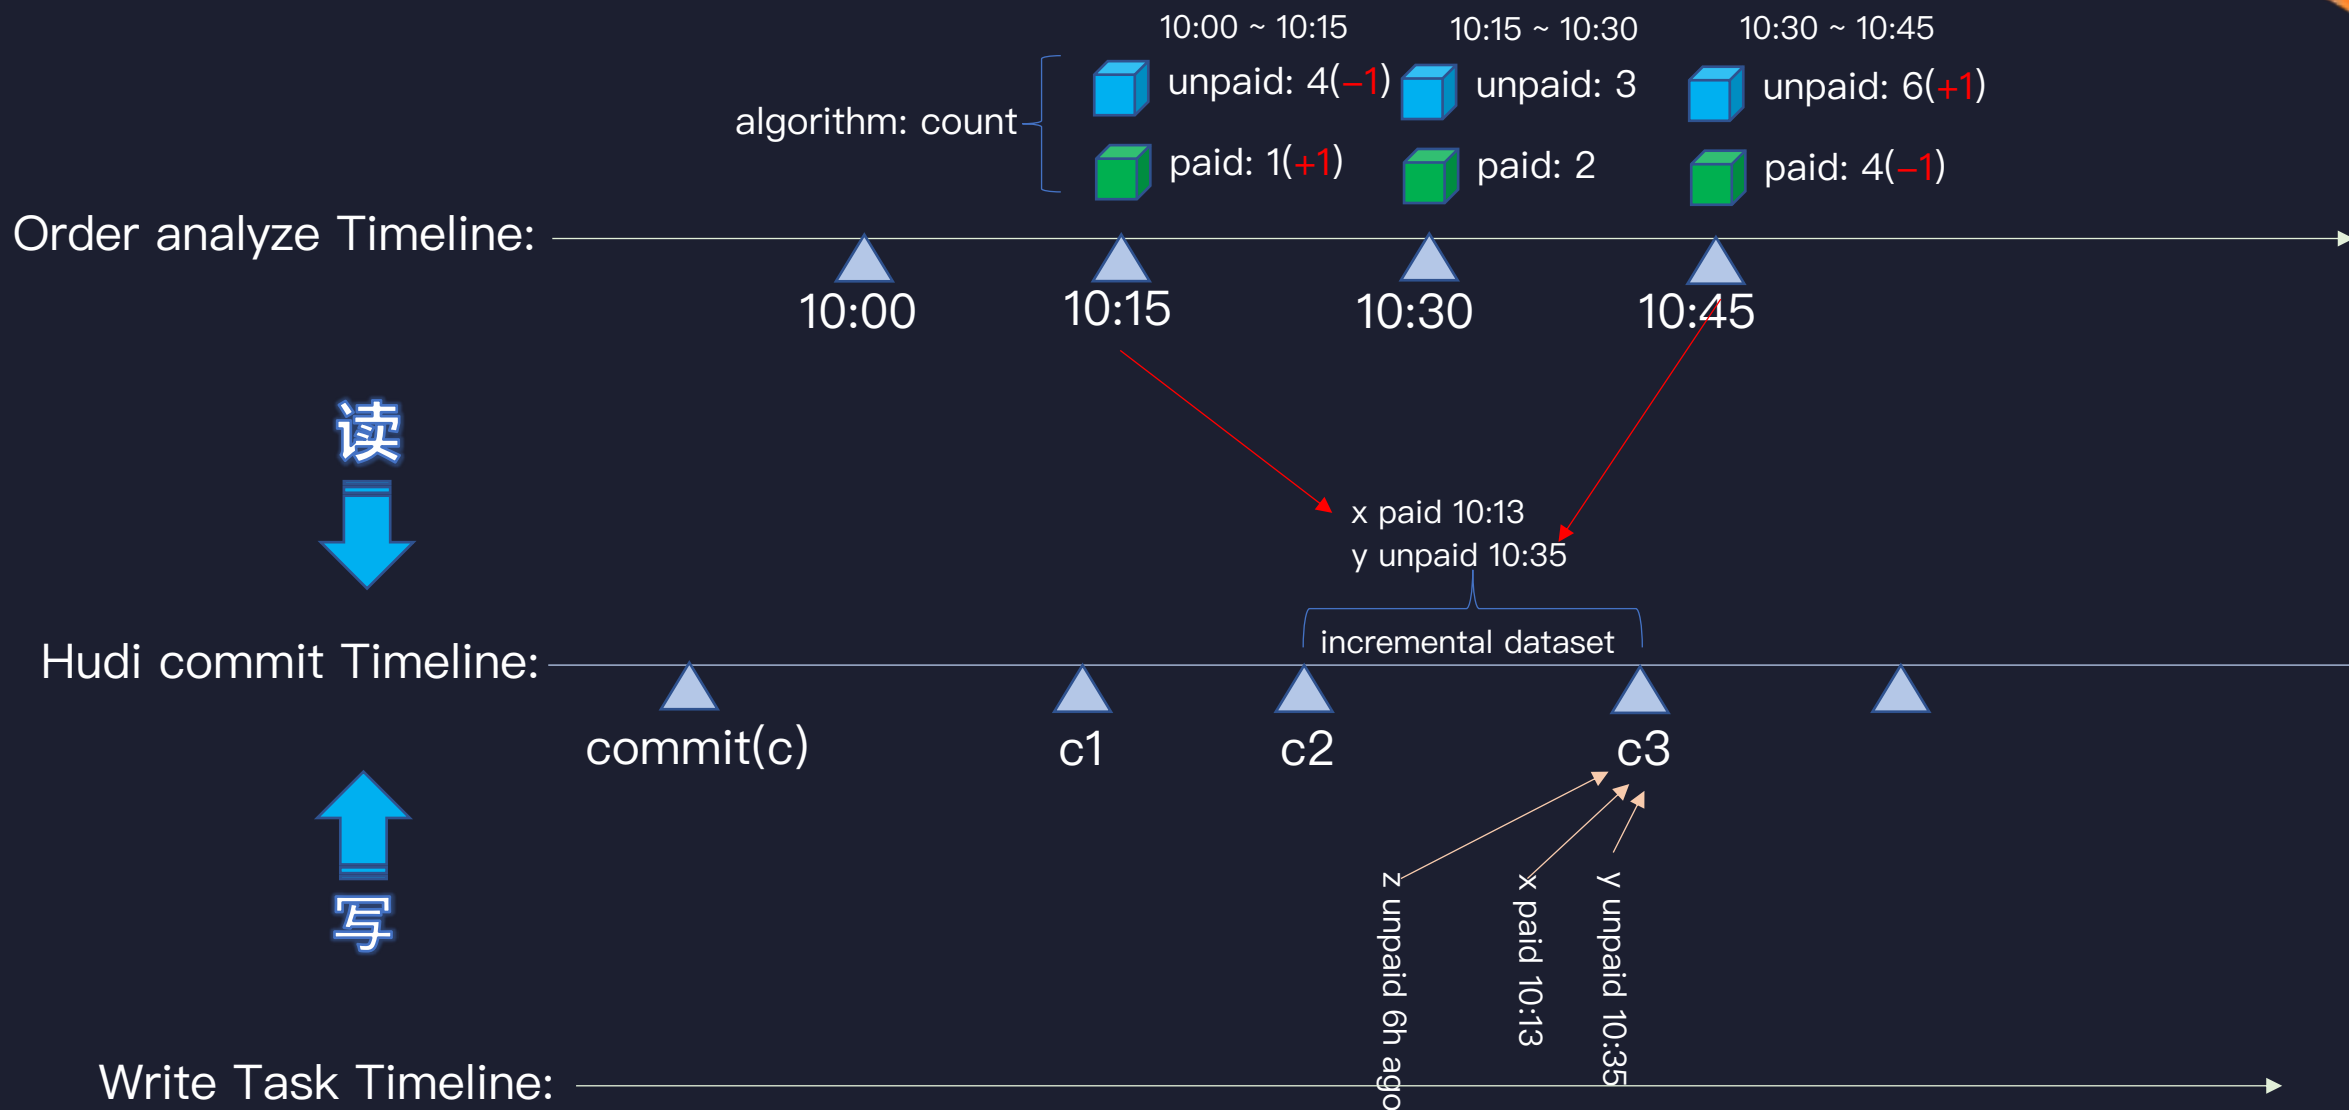 10:00 ~ 10:15
10:15 ~ 10:30
10:30 ~ 10:45
unpaid: 4(–1)
unpaid: 3
unpaid: 6(+1)
algorithm: count
paid: 1(+1)
paid: 2
paid: 4(–1)
Order analyze Timeline:
10:00
10:15
10:30
10:45
读
x paid 10:13
y unpaid 10:35
incremental dataset
Hudi commit Timeline:
commit(c)
c1
c2
c3
写
z unpaid 6h ago
x paid 10:13
y unpaid 10:35
Write Task Timeline: